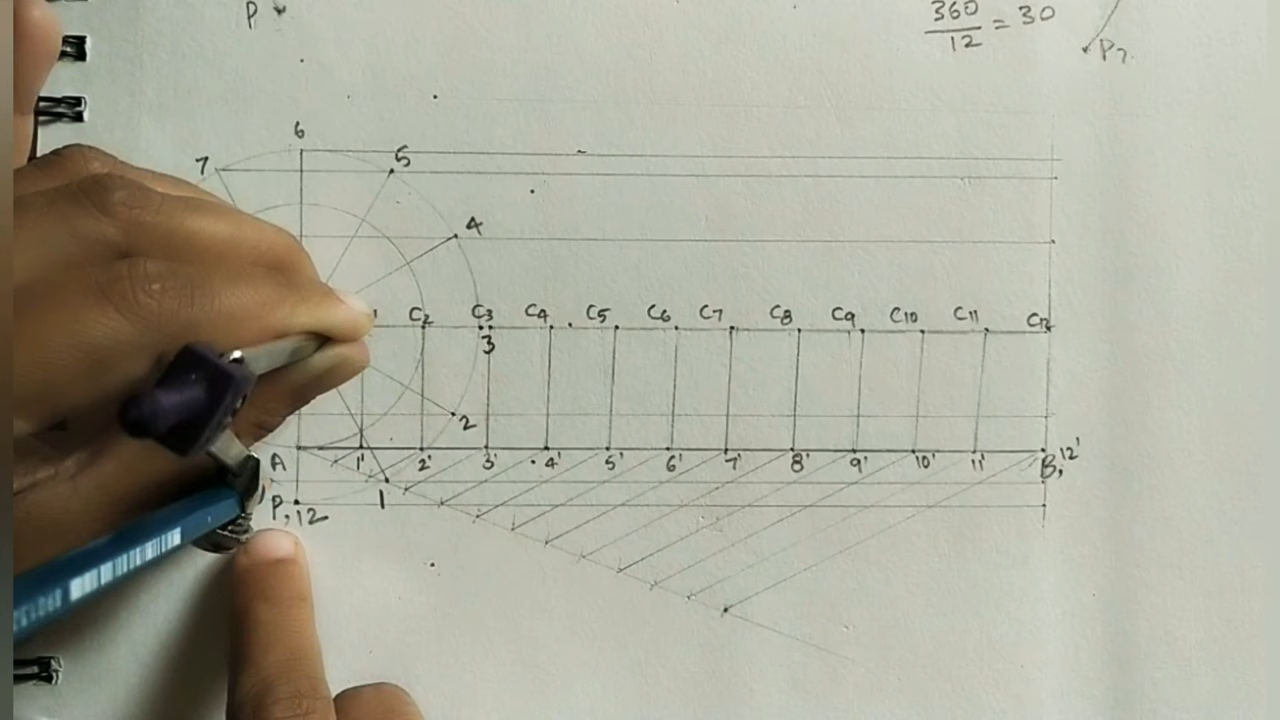 P
360
12 = 30
P7
6
7 5
4
C2 C3 C4 C5 C6 C7 C8 C9 C10 C11 C12
3
2
A 1' 2' 3' 4' 5' 6' 7' 8' 9' 10' 11' B,12'
P,12 1